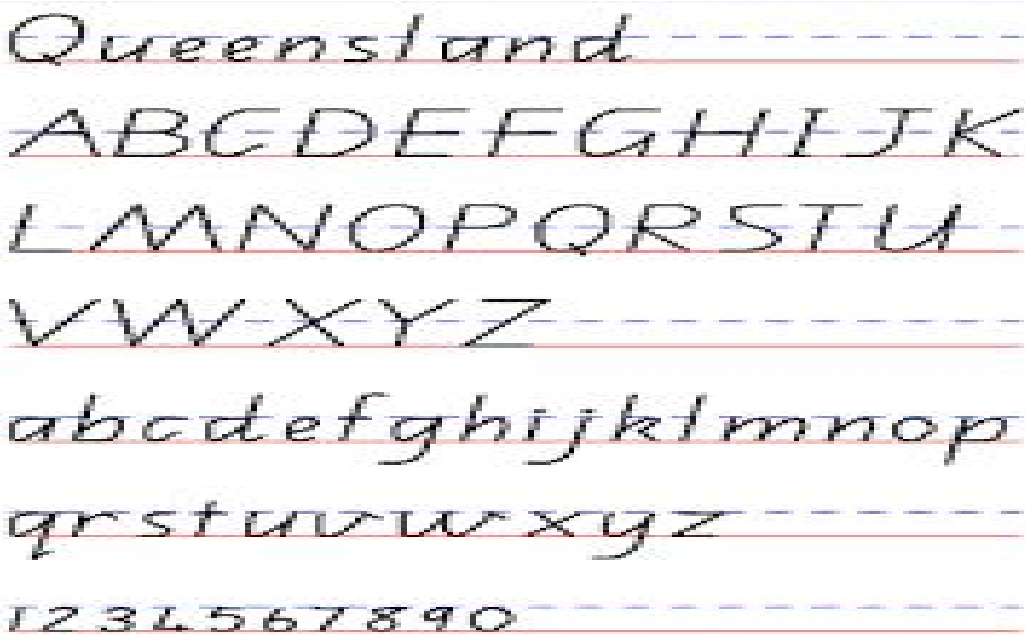 Queensland
ABCDEFGHIJK
LMNOPQRSTU
VWXYZ
abcdefghijklmnop
qrstuvwxyz
1234567890